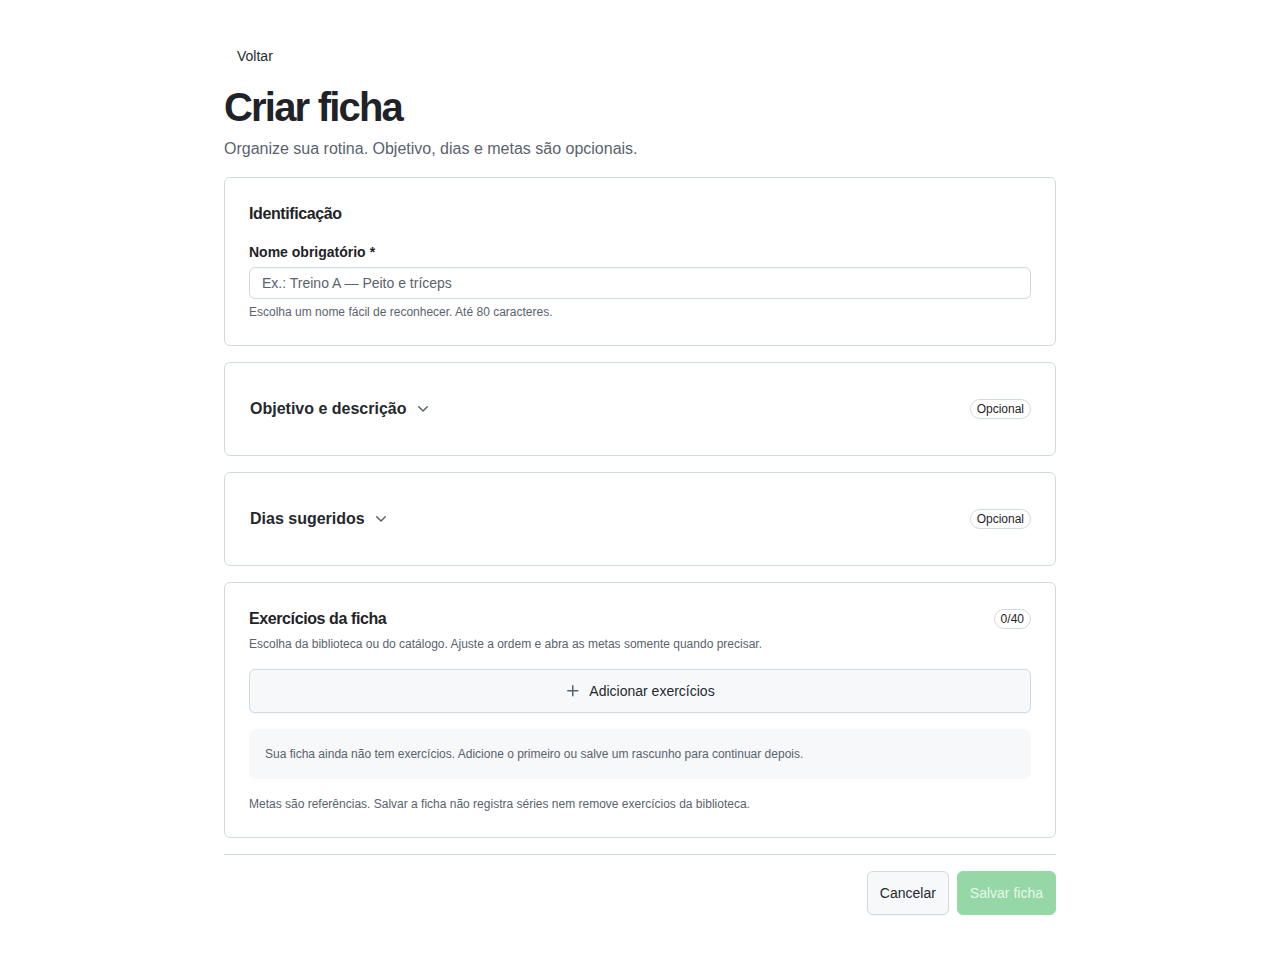 Voltar
Criar ficha
Organize sua rotina. Objetivo, dias e metas são opcionais.
Identificação
Nome obrigatório *
Ex.: Treino A — Peito e tríceps
Escolha um nome fácil de reconhecer. Até 80 caracteres.
Objetivo e descrição
Opcional
Dias sugeridos
Opcional
Exercícios da ficha
0/40
Escolha da biblioteca ou do catálogo. Ajuste a ordem e abra as metas somente quando precisar.
Adicionar exercícios
Sua ficha ainda não tem exercícios. Adicione o primeiro ou salve um rascunho para continuar depois.
Metas são referências. Salvar a ficha não registra séries nem remove exercícios da biblioteca.
Cancelar
Salvar ficha